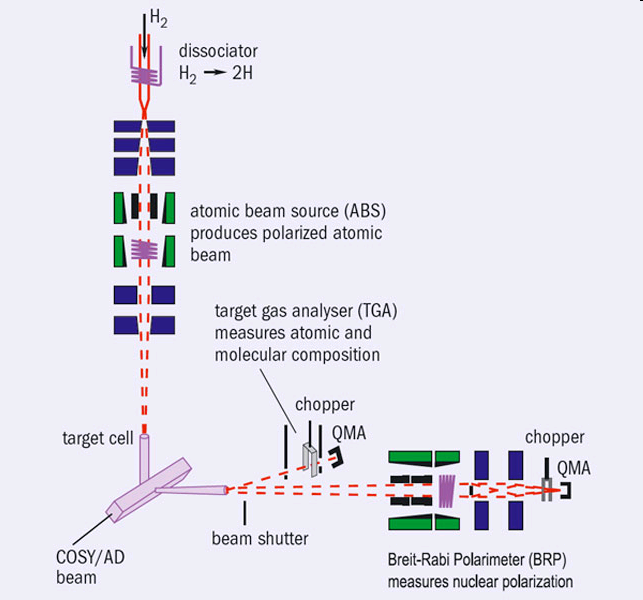 H₂
dissociator
H₂ → 2H
atomic beam source (ABS)
produces polarized atomic
beam
target gas analyser (TGA)
measures atomic and
molecular composition
chopper
QMA
target cell
chopper
QMA
beam shutter
COSY/AD
beam
Breit-Rabi Polarimeter (BRP)
measures nuclear polarization